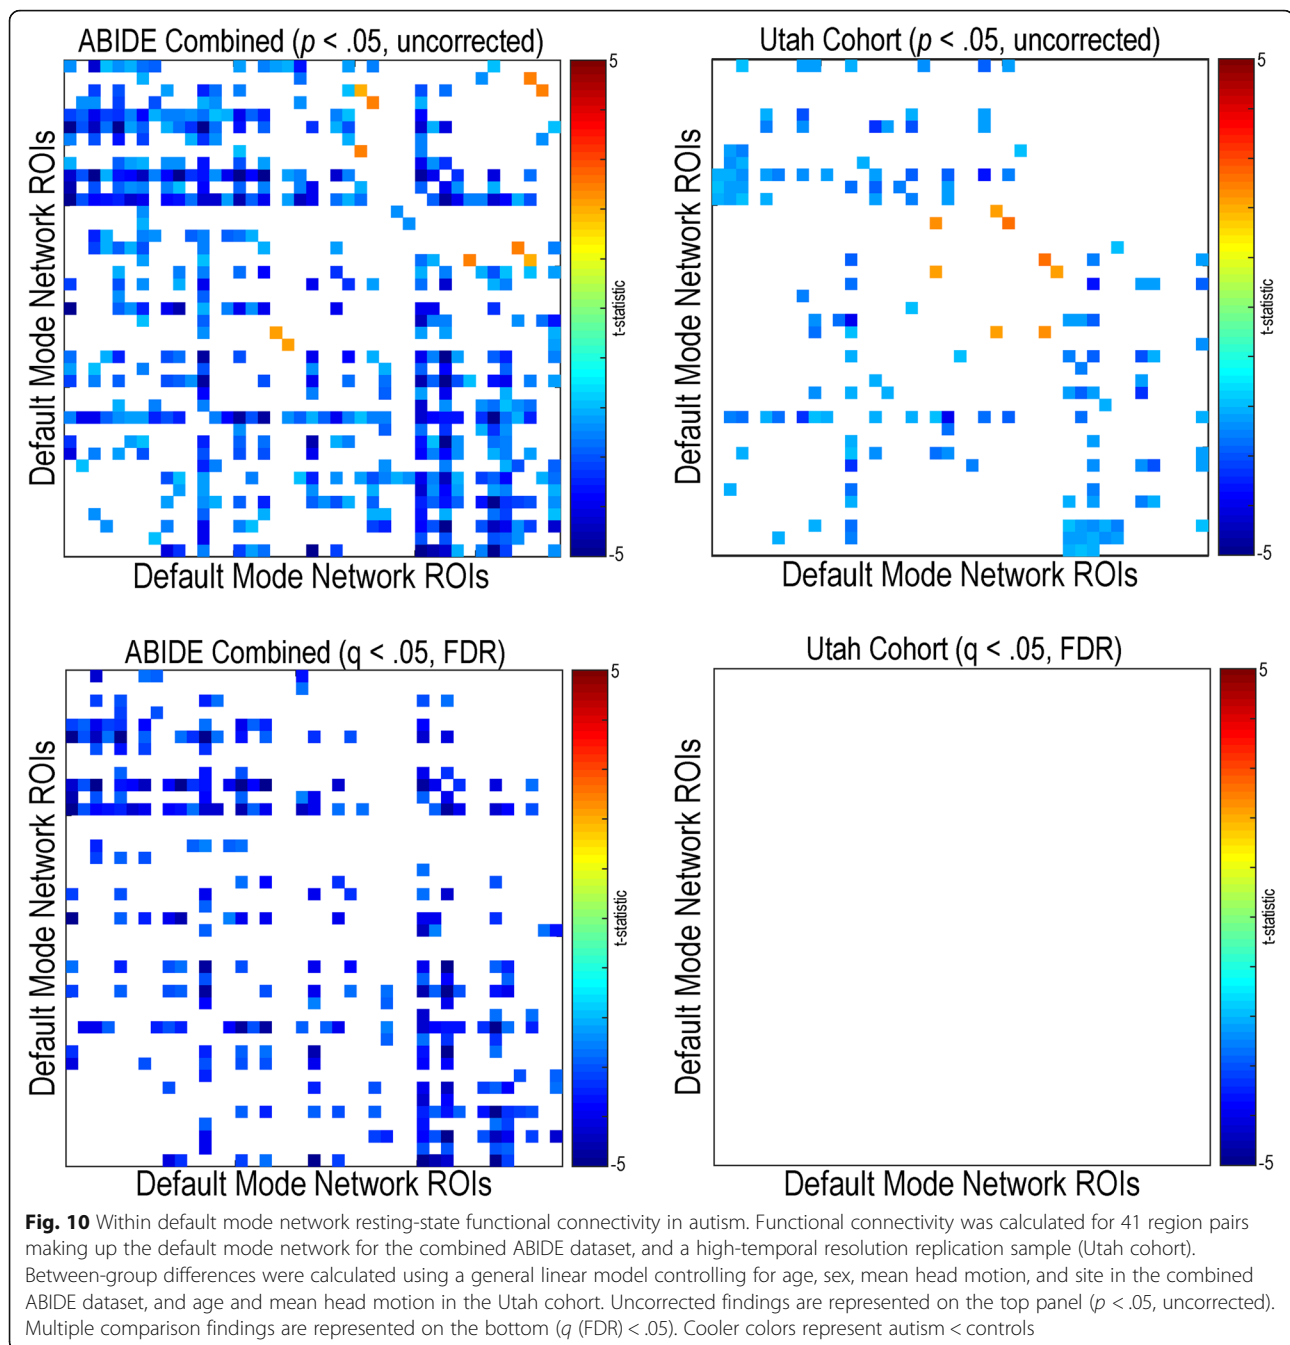 ABIDE Combined (p < .05, uncorrected)
Default Mode Network ROIs
5
t-statistic
-5
Default Mode Network ROIs
Utah Cohort (p < .05, uncorrected)
Default Mode Network ROIs
5
t-statistic
-5
Default Mode Network ROIs
ABIDE Combined (q < .05, FDR)
Default Mode Network ROIs
5
t-statistic
-5
Default Mode Network ROIs
Utah Cohort (q < .05, FDR)
Default Mode Network ROIs
5
t-statistic
-5
Default Mode Network ROIs
Fig. 10 Within default mode network resting-state functional connectivity in autism. Functional connectivity was calculated for 41 region pairs
making up the default mode network for the combined ABIDE dataset, and a high-temporal resolution replication sample (Utah cohort).
Between-group differences were calculated using a general linear model controlling for age, sex, mean head motion, and site in the combined
ABIDE dataset, and age and mean head motion in the Utah cohort. Uncorrected findings are represented on the top panel (p < .05, uncorrected).
Multiple comparison findings are represented on the bottom (q (FDR) < .05). Cooler colors represent autism < controls